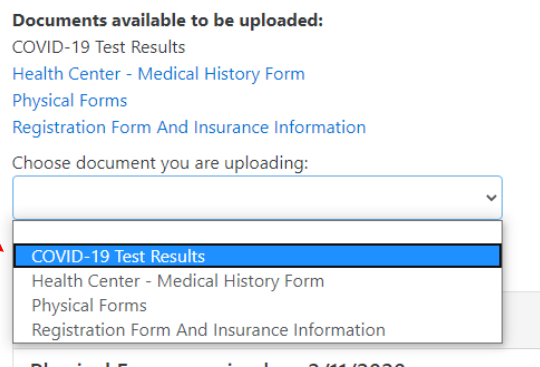 Documents available to be uploaded:
COVID-19 Test Results
Health Center - Medical History Form
Physical Forms
Registration Form And Insurance Information
Choose document you are uploading:
COVID-19 Test Results
Health Center - Medical History Form
Physical Forms
Registration Form And Insurance Information